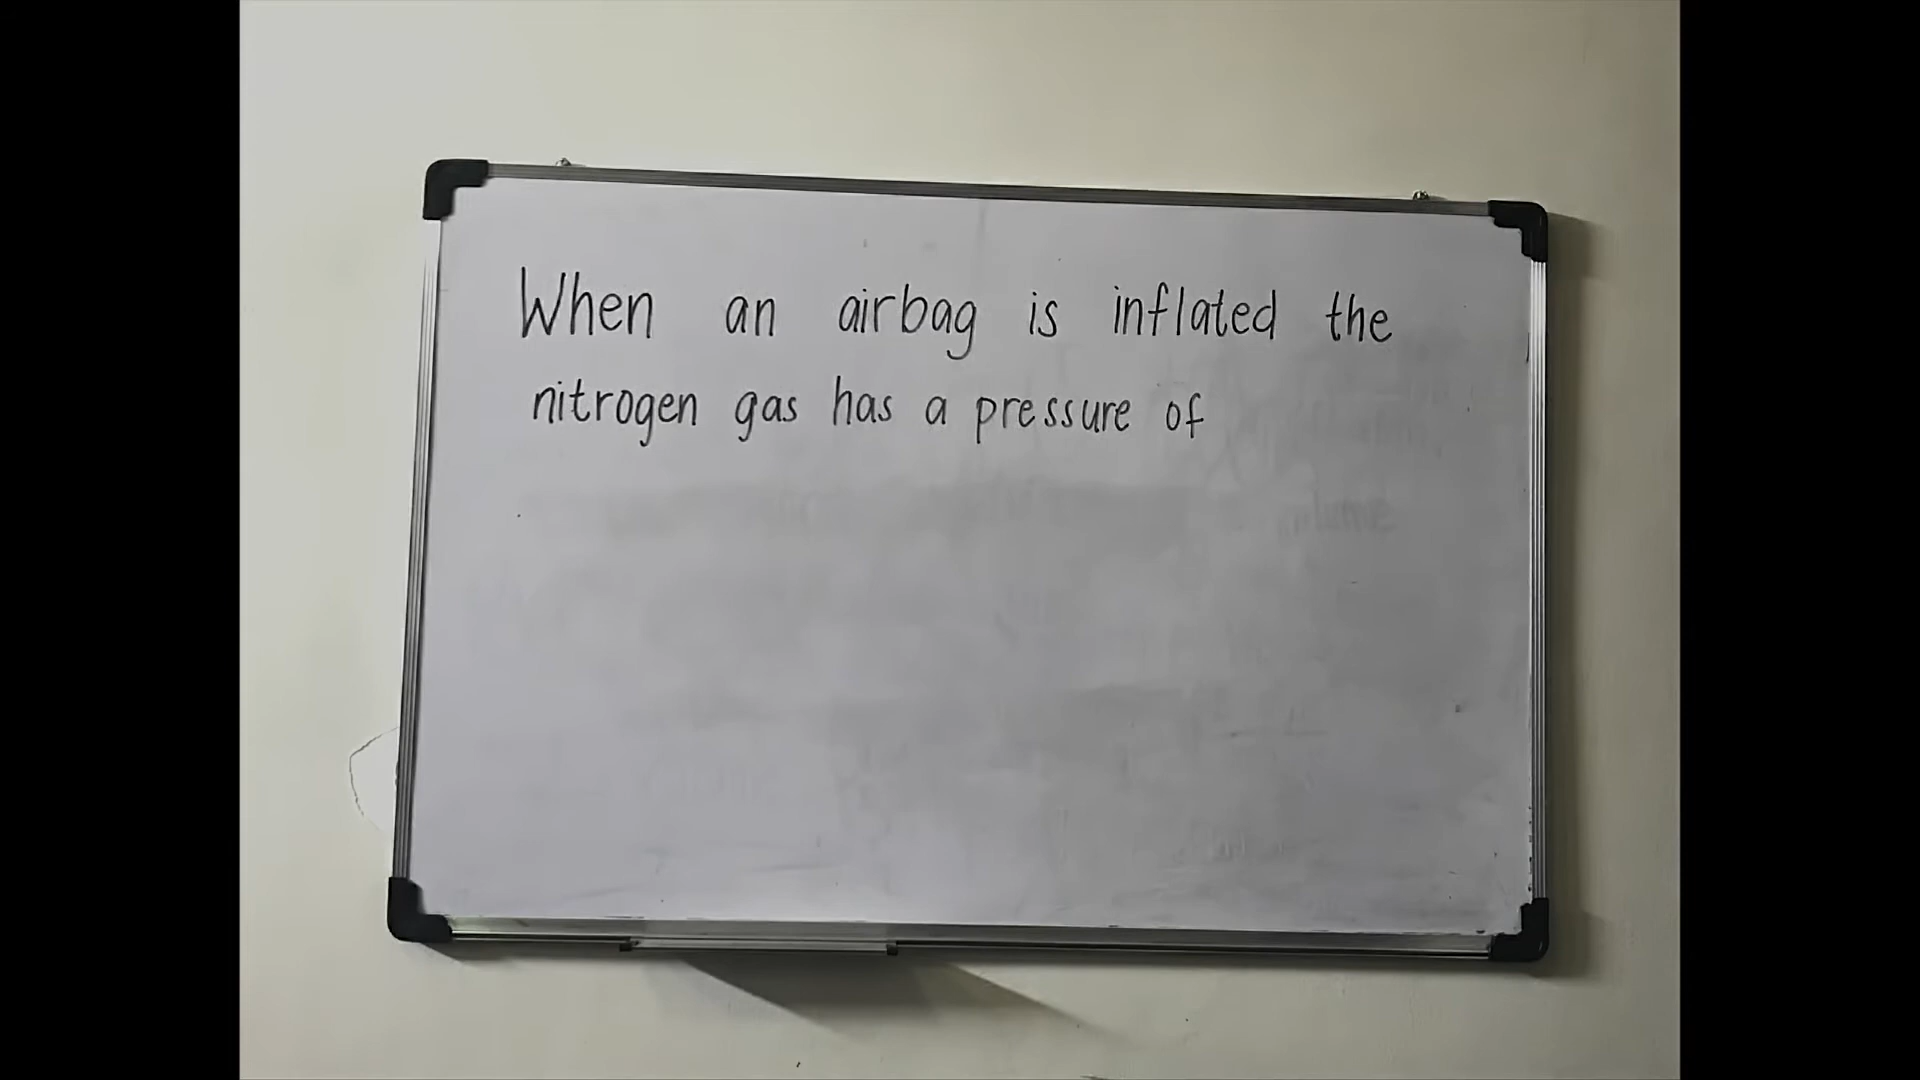 When an airbag is inflated the
nitrogen gas has a pressure of